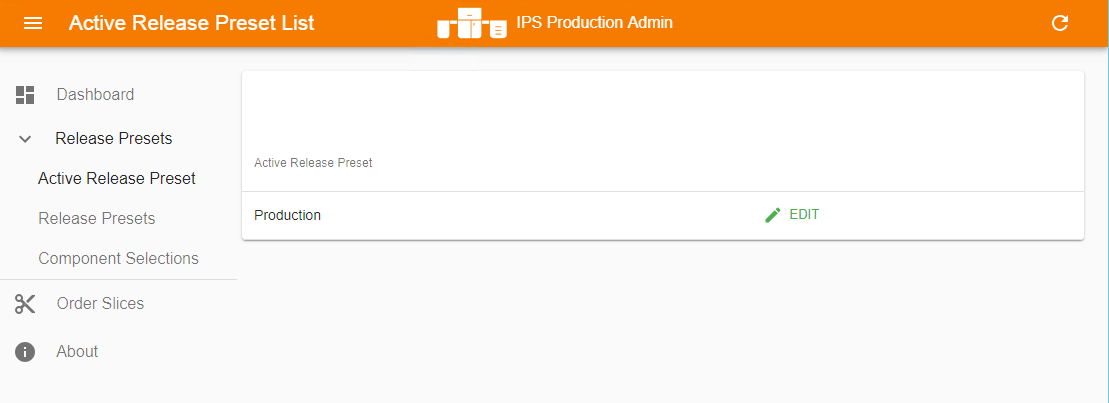 Active Release Preset List
IPS Production Admin
Dashboard
Release Presets
Active Release Preset
Release Presets
Component Selections
Order Slices
About
Active Release Preset
Production
EDIT